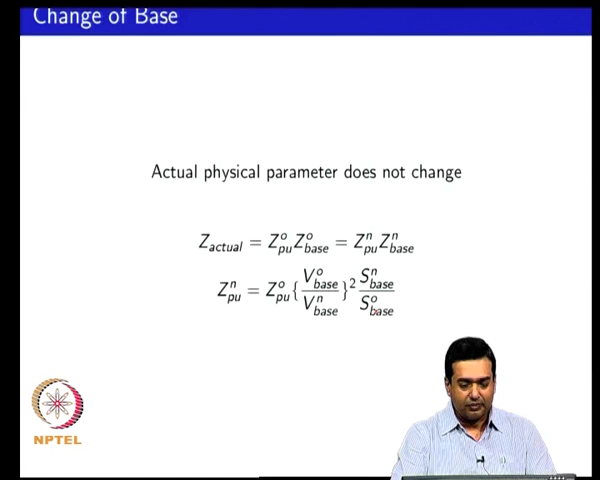 Change of Base
Actual physical parameter does not change
Z_actual = Z^o_pu Z^o_base = Z^n_pu Z^n_base
Z^n_pu = Z^o_pu { V^o_base / V^n_base }^2 S^n_base / S^o_base
NPTEL